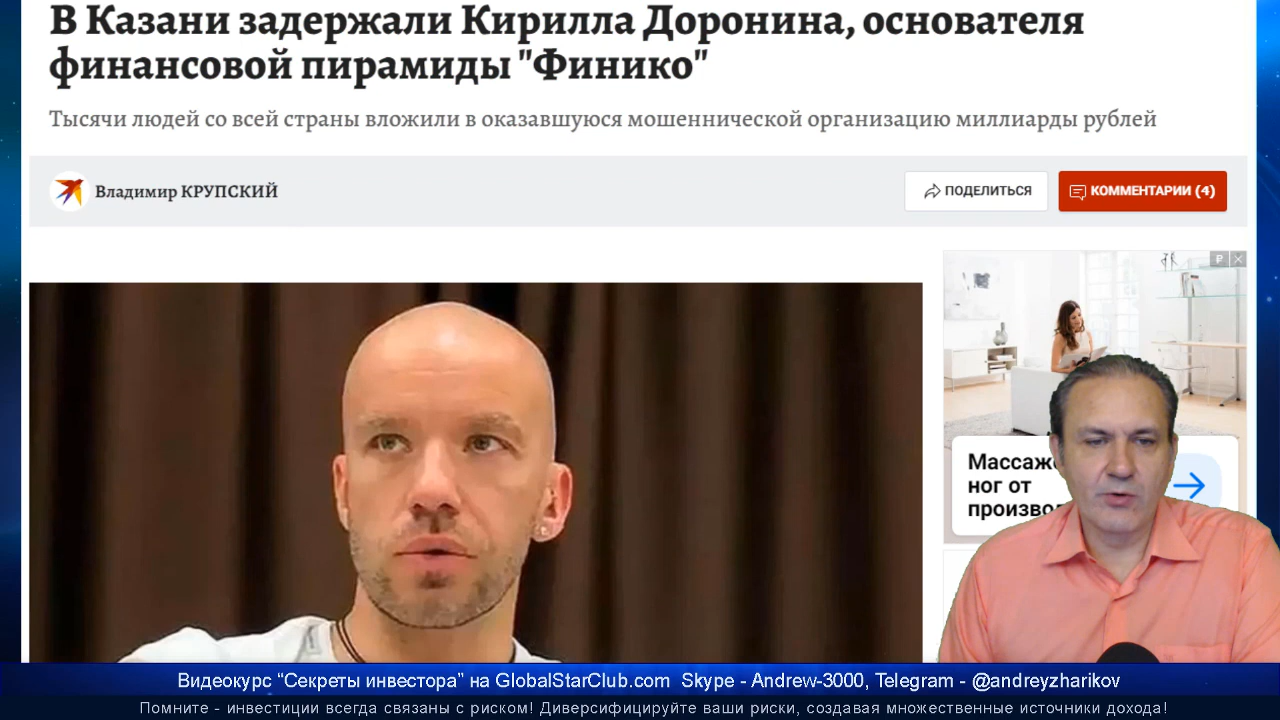 В Казани задержали Кирилла Доронина, основателя
финансовой пирамиды "Финико"
Тысячи людей со всей страны вложили в оказавшуюся мошеннической организацию миллиарды рублей
Владимир КРУПСКИЙ
ПОДЕЛИТЬСЯ
КОММЕНТАРИИ (4)
Массаж
ног от
произво
Видеокурс “Секреты инвестора” на GlobalStarClub.com Skype - Andrew-3000, Telegram - @andreyzharikov
Помните - инвестиции всегда связаны с риском! Диверсифицируйте ваши риски, создавая множественные источники дохода!